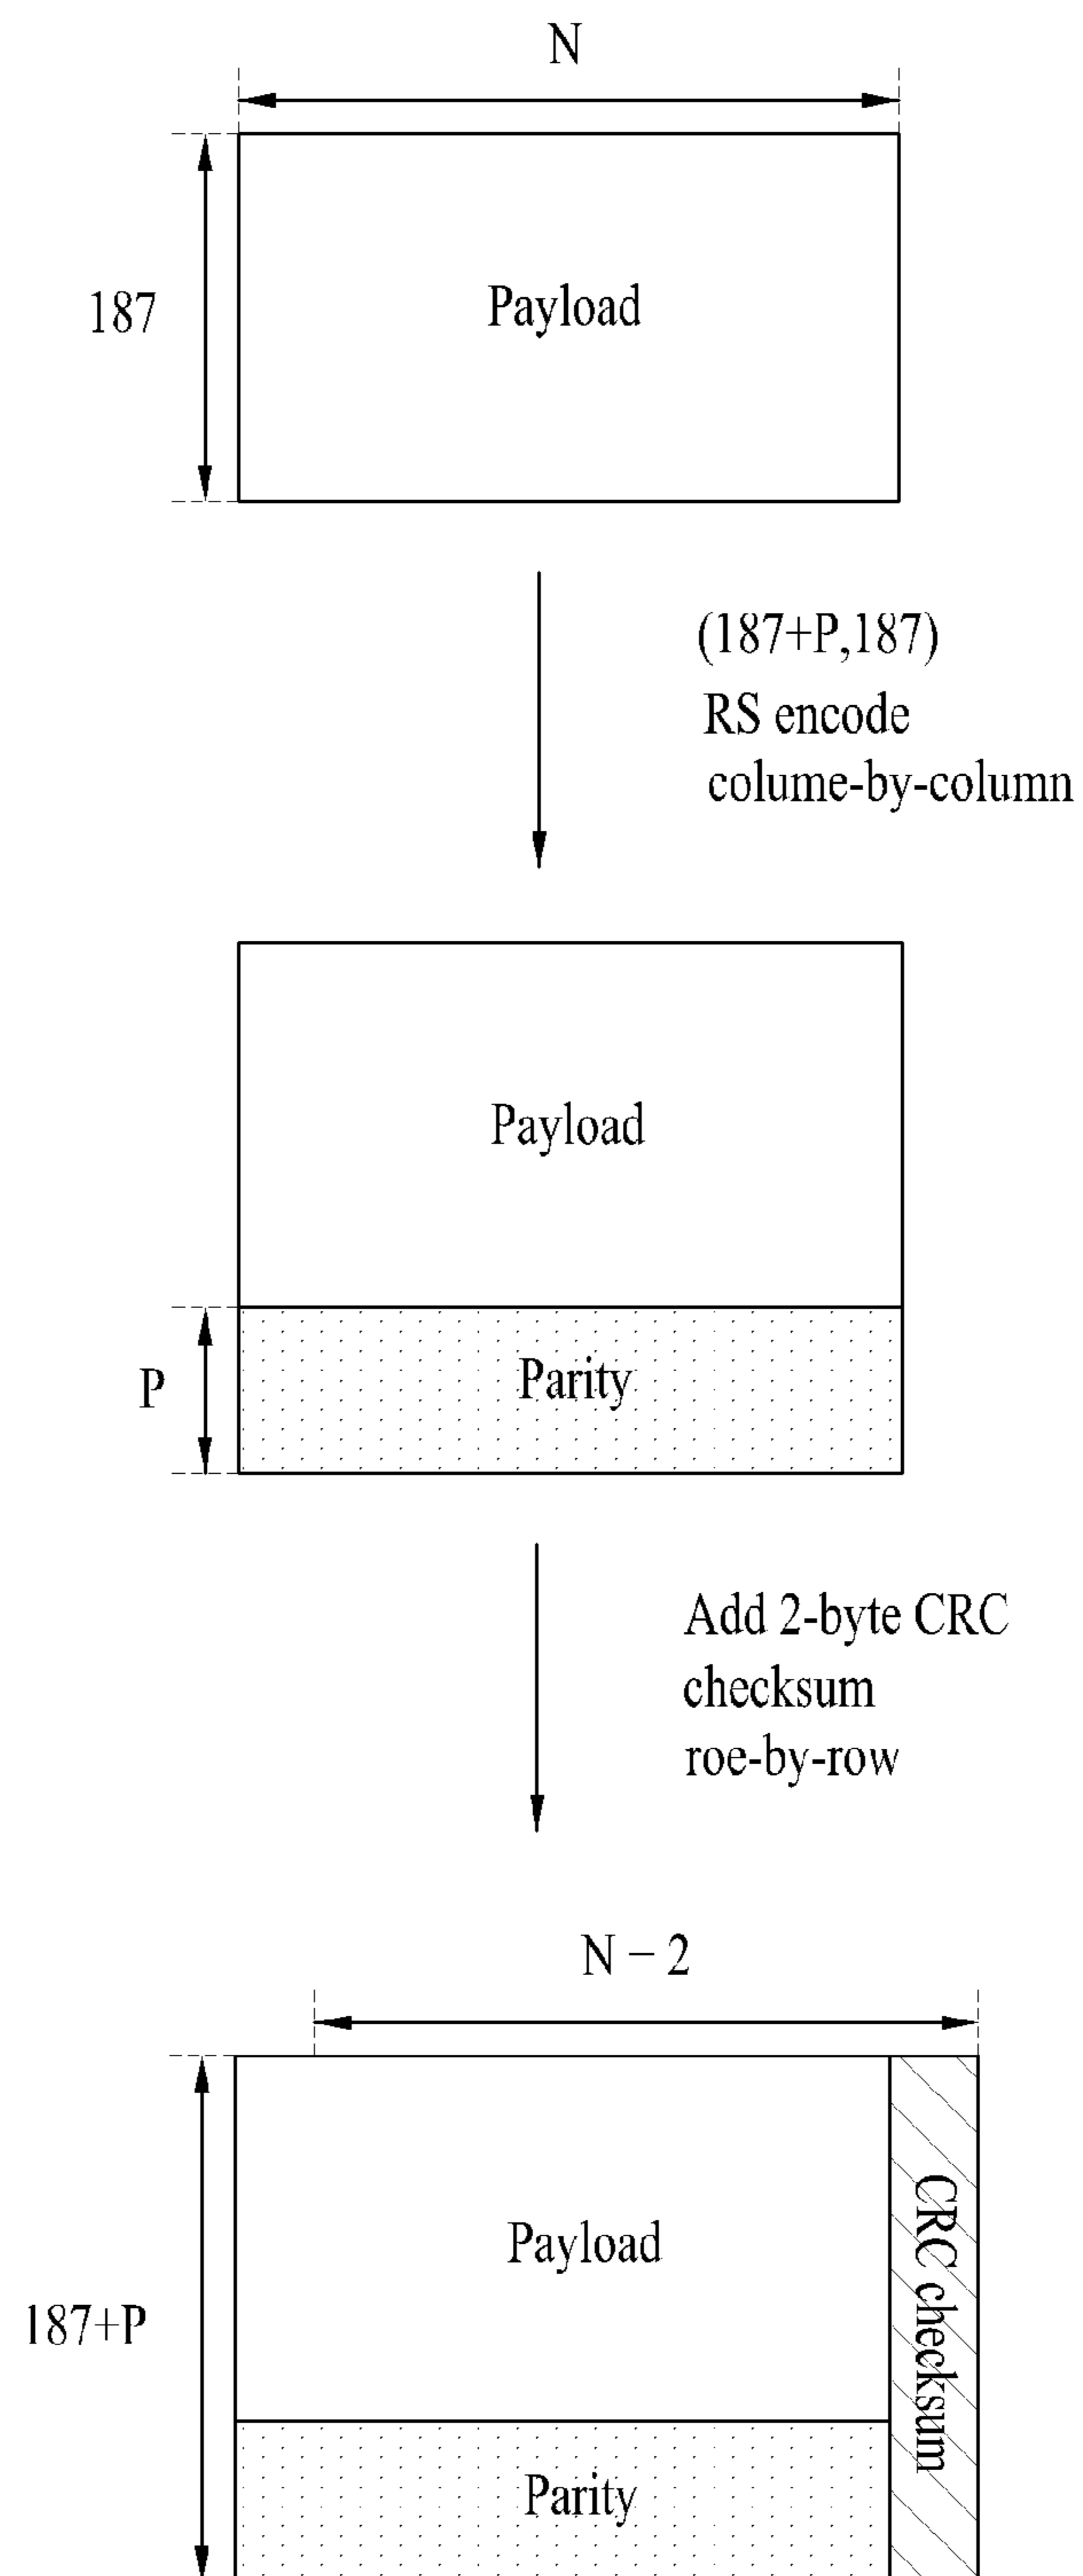 N
187
Payload
(187+P,187)
RS encode
colume-by-column
Payload
P
Parity
Add 2-byte CRC
checksum
roe-by-row
N − 2
Payload
CRC checksum
187+P
Parity